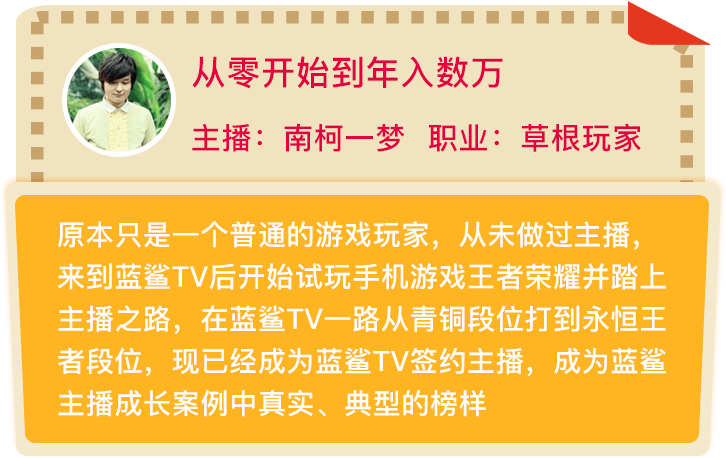 从零开始到年入数万
主播：南柯一梦 职业：草根玩家
原本只是一个普通的游戏玩家，从未做过主播，
来到蓝鲨TV后开始试玩手机游戏王者荣耀并踏上
主播之路，在蓝鲨TV一路从青铜段位打到永恒王
者段位，现已经成为蓝鲨TV签约主播，成为蓝鲨
主播成长案例中真实、典型的榜样